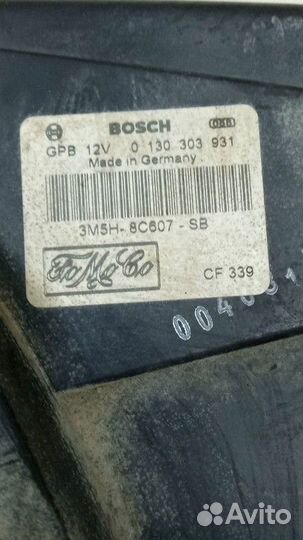 BOSCH
GPB 12V 0 130 303 931
Made in Germany
3M5H-8C607-SB
FoMoCo
CF 339
Avito